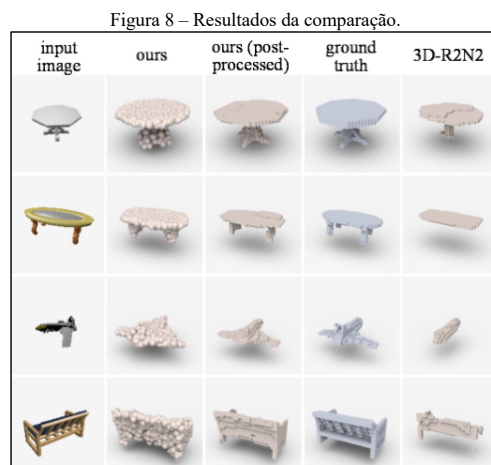 Figura 8 – Resultados da comparação.
input image
ours
ours (post-processed)
ground truth
3D-R2N2